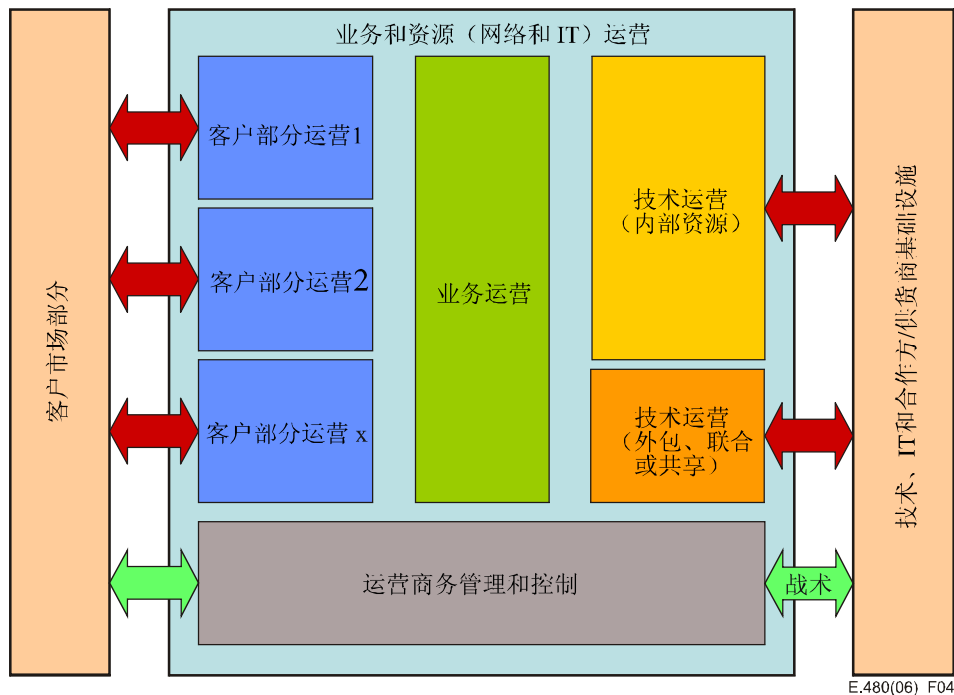 业务和资源（网络和 IT）运营
客户市场部分
客户部分运营1
客户部分运营2
客户部分运营 x
业务运营
技术运营
（内部资源）
技术运营
（外包、联合
或共享）
运营商务管理和控制
战术
技术、IT和合作方/供货商基础设施
E.480(06)_F04